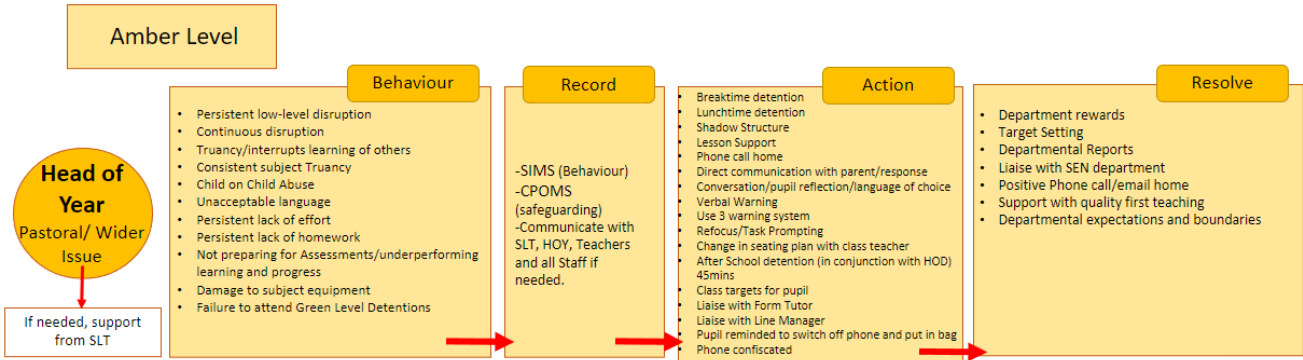 Amber Level
Head of
Year
Pastoral/ Wider
Issue
If needed, support
from SLT
Behaviour
Persistent low-level disruption
Continuous disruption
Truancy/interrupts learning of others
Consistent subject Truancy
Child on Child Abuse
Unacceptable language
Persistent lack of effort
Persistent lack of homework
Not preparing for Assessments/underperforming
learning and progress
Damage to subject equipment
Failure to attend Green Level Detentions
Record
-SIMS (Behaviour)
-CPOMS
(safeguarding)
-Communicate with
SLT, HOY, Teachers
and all Staff if
needed.
Action
Breaktime detention
Lunchtime detention
Shadow Structure
Lesson Support
Phone call home
Direct communication with parent/response
Conversation/pupil reflection/language of choice
Verbal Warning
Use 3 warning system
Refocus/Task Prompting
Change in seating plan with class teacher
After School detention (in conjunction with HOD)
45mins
Class targets for pupil
Liaise with Form Tutor
Liaise with Line Manager
Pupil reminded to switch off phone and put in bag
Phone confiscated
Resolve
Department rewards
Target Setting
Departmental Reports
Liaise with SEN department
Positive Phone call/email home
Support with quality first teaching
Departmental expectations and boundaries